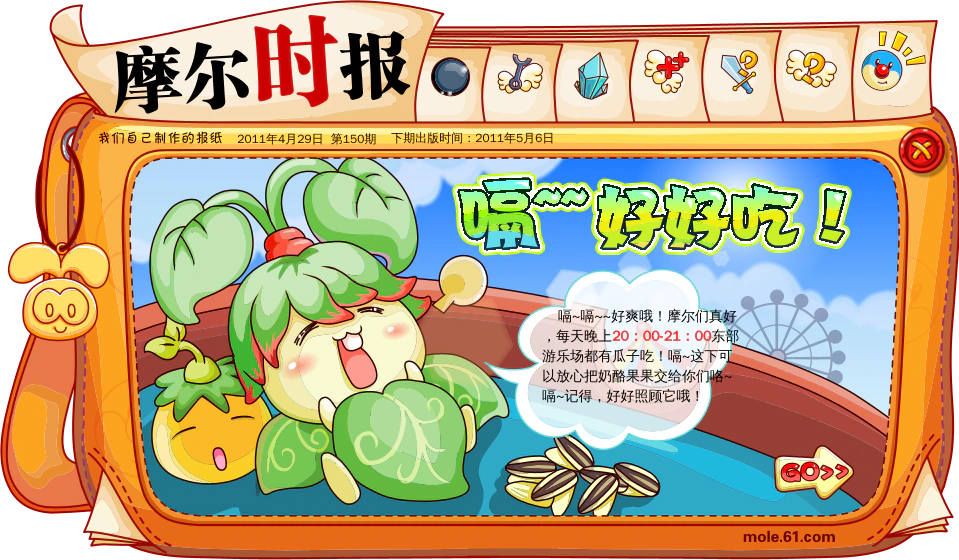 摩尔时报
我们自己制作的报纸 2011年4月29日 第150期 下期出版时间：2011年5月6日
嗝~~好好吃！
嗝~嗝~~好爽哦！摩尔们真好
，每天晚上20：00-21：00东部
游乐场都有瓜子吃！嗝~这下可
以放心把奶酪果果交给你们咯~
嗝~记得，好好照顾它哦！
GO>>
mole.61.com